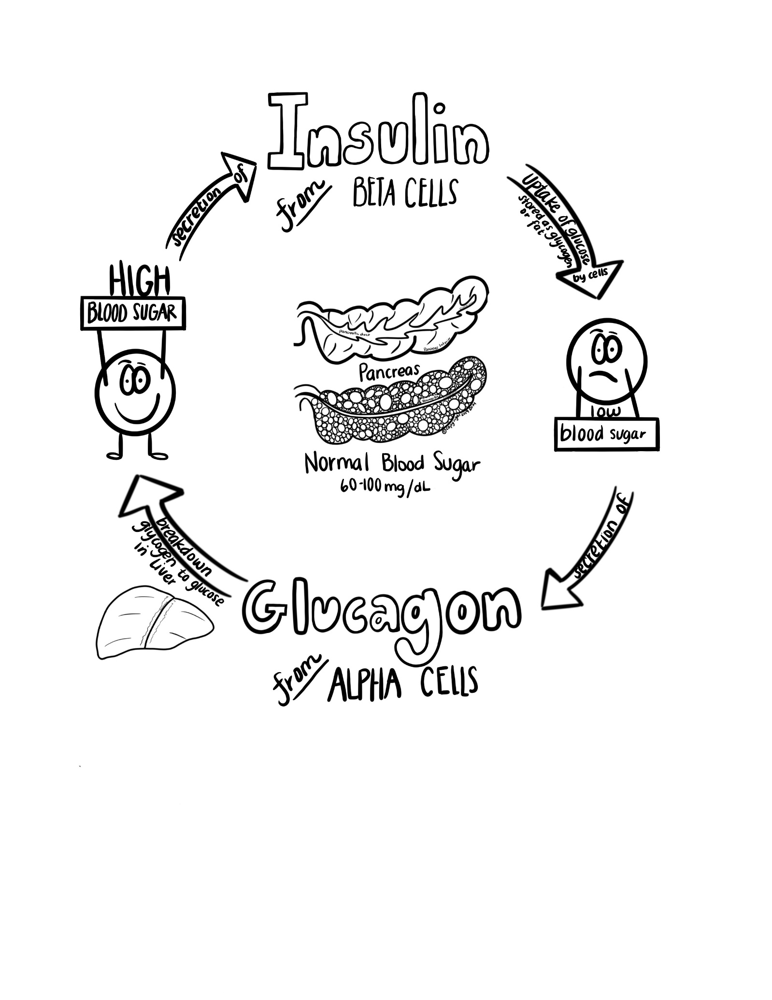 Insulin
from BETA CELLS
secretion of
Uptake of glucose
by cells
stored as glycogen
or fat
HIGH
BLOOD SUGAR
Pancreatic duct
Pancreas Interior
Pancreas
© Copyright 2019
low
blood sugar
Normal Blood Sugar
60-100 mg/dL
secretion of
breakdown
glycogen to glucose
in Liver
Glucagon
from ALPHA CELLS